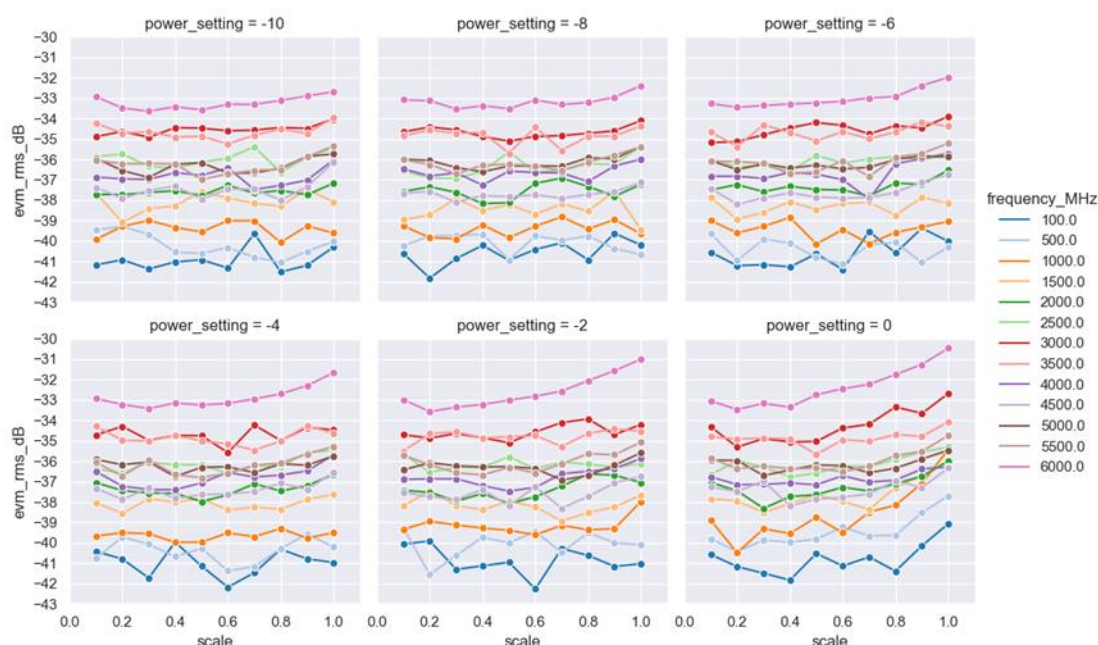 power_setting = -10
power_setting = -8
power_setting = -6
−30
−31
−32
−33
−34
−35
−36
−37
−38
−39
−40
−41
−42
−43
evm_rms_dB
power_setting = -4
power_setting = -2
power_setting = 0
−30
−31
−32
−33
−34
−35
−36
−37
−38
−39
−40
−41
−42
−43
evm_rms_dB
0.0 0.2 0.4 0.6 0.8 1.0
0.0 0.2 0.4 0.6 0.8 1.0
0.0 0.2 0.4 0.6 0.8 1.0
scale
scale
scale
frequency_MHz
100.0
500.0
1000.0
1500.0
2000.0
2500.0
3000.0
3500.0
4000.0
4500.0
5000.0
5500.0
6000.0